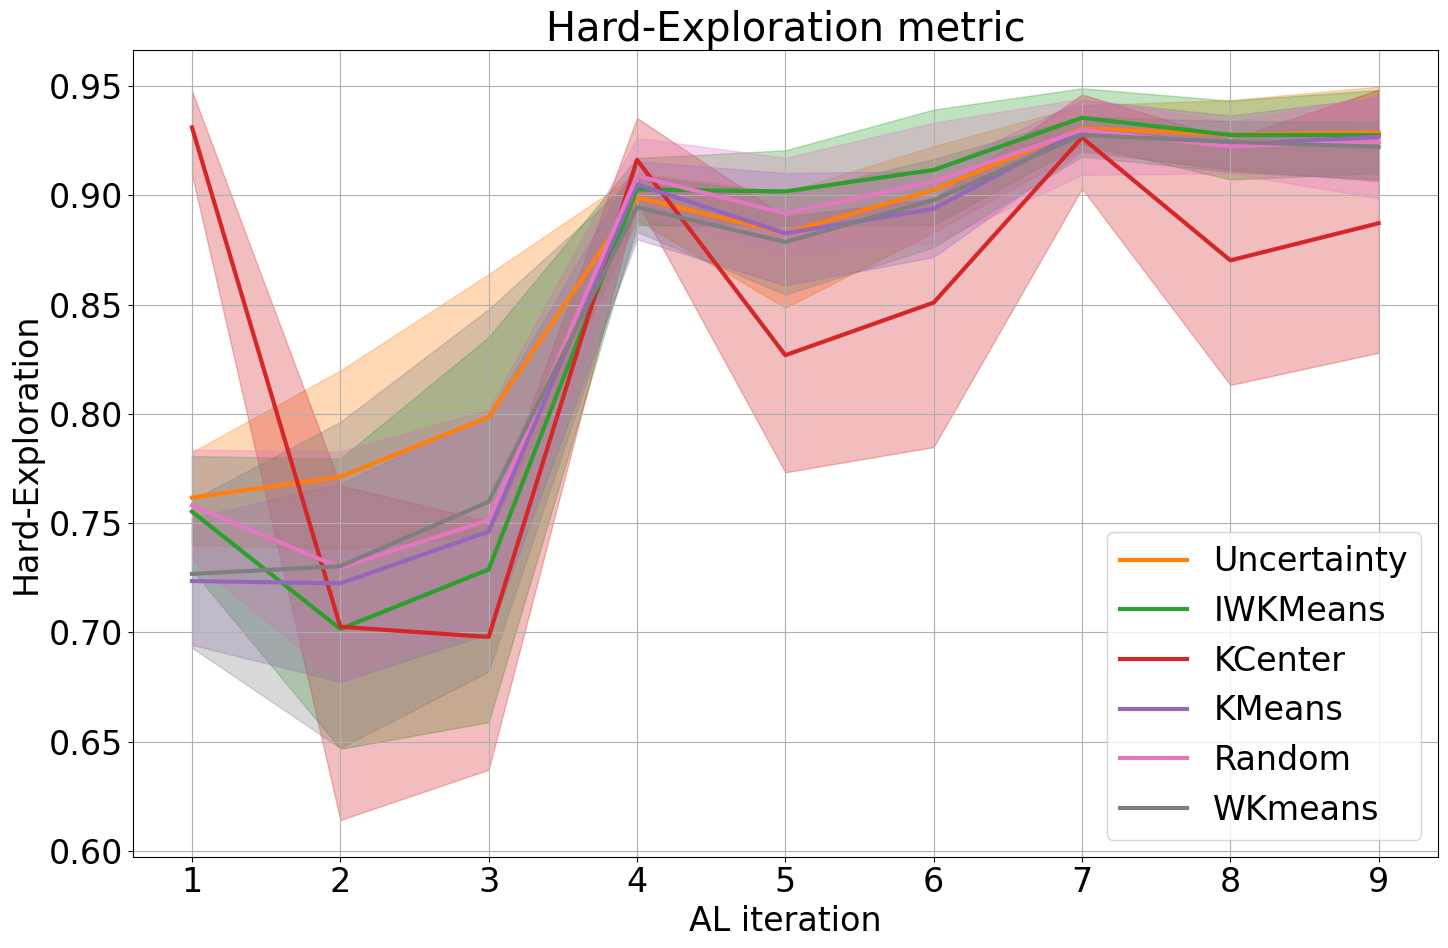 Hard-Exploration metric
Hard-Exploration
0.95
0.90
0.85
0.80
0.75
0.70
0.65
0.60
Uncertainty
IWKMeans
KCenter
KMeans
Random
WKmeans
1 2 3 4 5 6 7 8 9
AL iteration